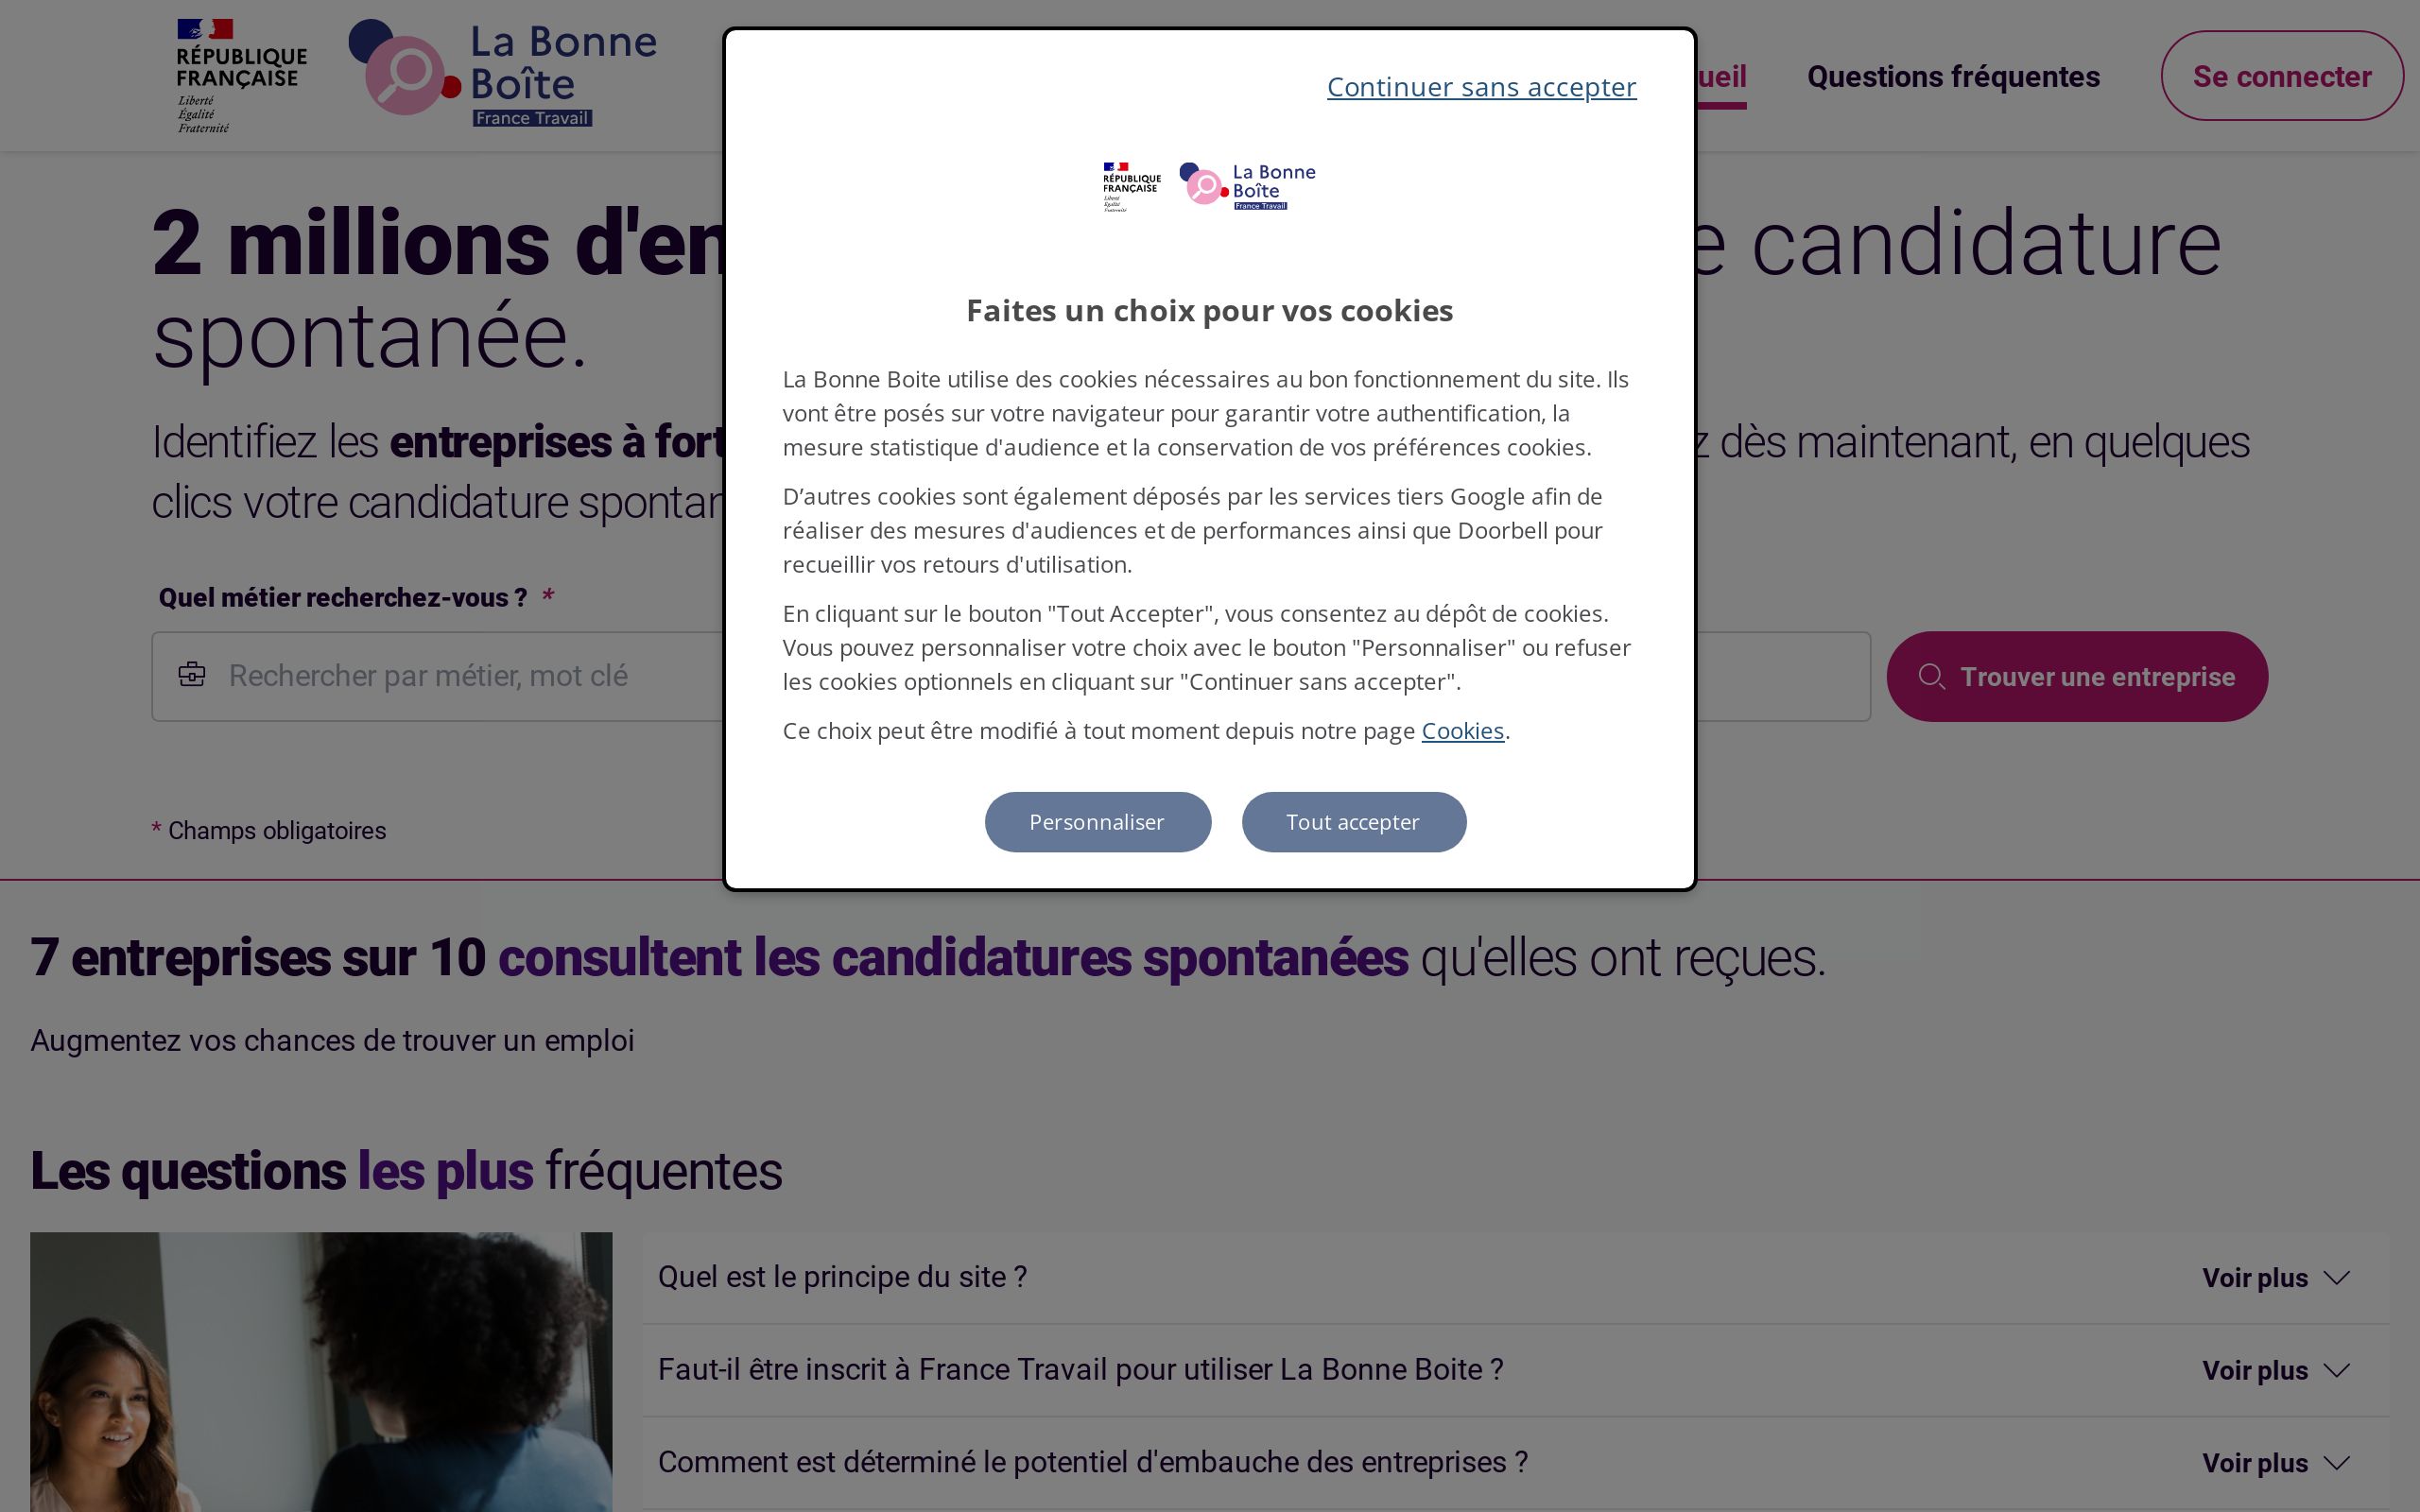 RÉPUBLIQUE
FRANÇAISE
Liberté
Égalité
Fraternité
La Bonne
Boîte
France Travail
ueil
Questions fréquentes
Se connecter
2 millions d'en
e candidature
spontanée.
Identifiez les entreprises à fort
z dès maintenant, en quelques
clics votre candidature spontan
Quel métier recherchez-vous ? *
Rechercher par métier, mot clé
Trouver une entreprise
* Champs obligatoires
Continuer sans accepter
RÉPUBLIQUE
FRANÇAISE
Liberté
Égalité
Fraternité
La Bonne
Boîte
France Travail
Faites un choix pour vos cookies
La Bonne Boite utilise des cookies nécessaires au bon fonctionnement du site. Ils
vont être posés sur votre navigateur pour garantir votre authentification, la
mesure statistique d'audience et la conservation de vos préférences cookies.
D’autres cookies sont également déposés par les services tiers Google afin de
réaliser des mesures d'audiences et de performances ainsi que Doorbell pour
recueillir vos retours d'utilisation.
En cliquant sur le bouton "Tout Accepter", vous consentez au dépôt de cookies.
Vous pouvez personnaliser votre choix avec le bouton "Personnaliser" ou refuser
les cookies optionnels en cliquant sur "Continuer sans accepter".
Ce choix peut être modifié à tout moment depuis notre page Cookies.
Personnaliser
Tout accepter
7 entreprises sur 10 consultent les candidatures spontanées qu'elles ont reçues.
Augmentez vos chances de trouver un emploi
Les questions les plus fréquentes
Quel est le principe du site ?
Voir plus
Faut-il être inscrit à France Travail pour utiliser La Bonne Boite ?
Voir plus
Comment est déterminé le potentiel d'embauche des entreprises ?
Voir plus